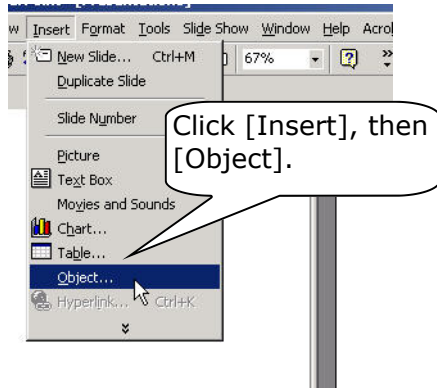 w Insert Format Tools Slide Show Window Help Acro
67%
New Slide... Ctrl+M
Duplicate Slide
Slide Number
Click [Insert], then
[Object].
Picture
Text Box
Movies and Sounds
Chart...
Table...
Object...
Hyperlink... Ctrl+K